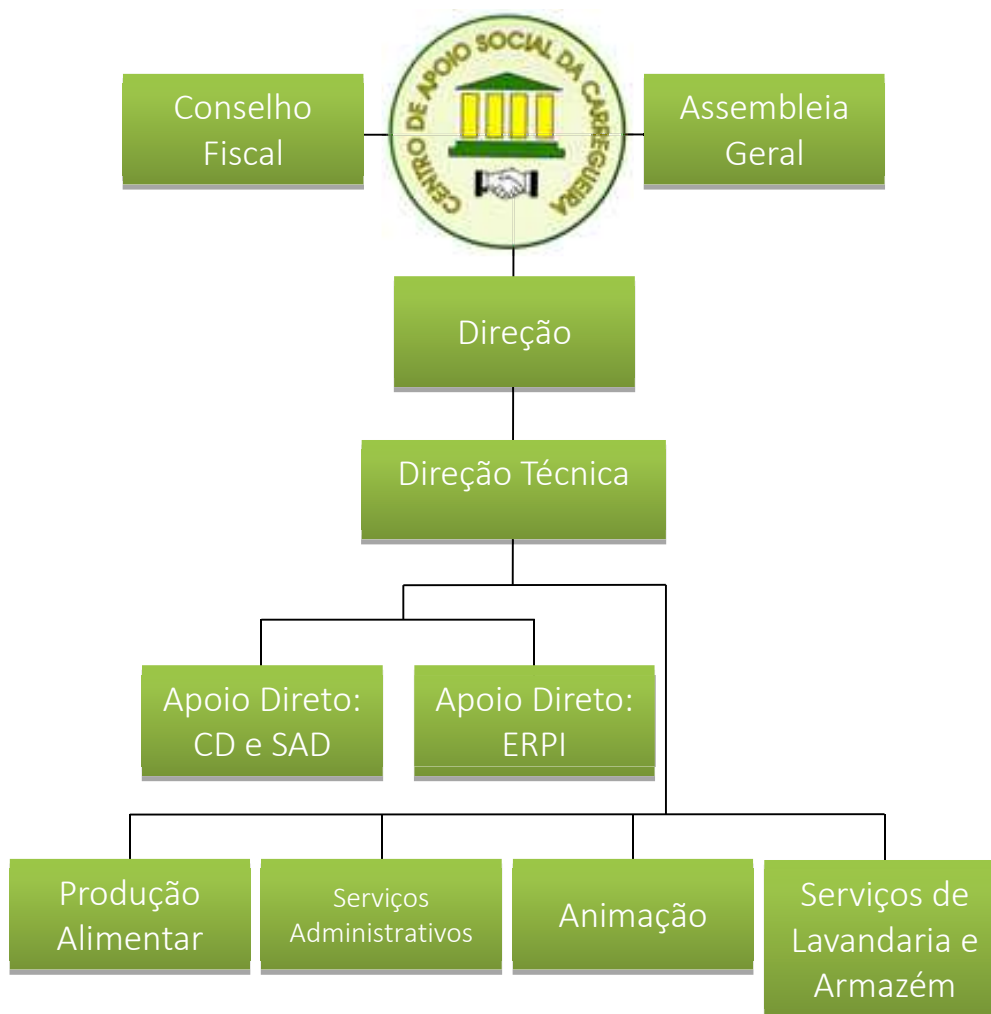 CENTRO DE APOIO SOCIAL DA CARREGUEIRA
Conselho
Fiscal
Assembleia
Geral
Direção
Direção Técnica
Apoio Direto:
CD e SAD
Apoio Direto:
ERPI
Produção
Alimentar
Serviços
Administrativos
Animação
Serviços de
Lavandaria e
Armazém